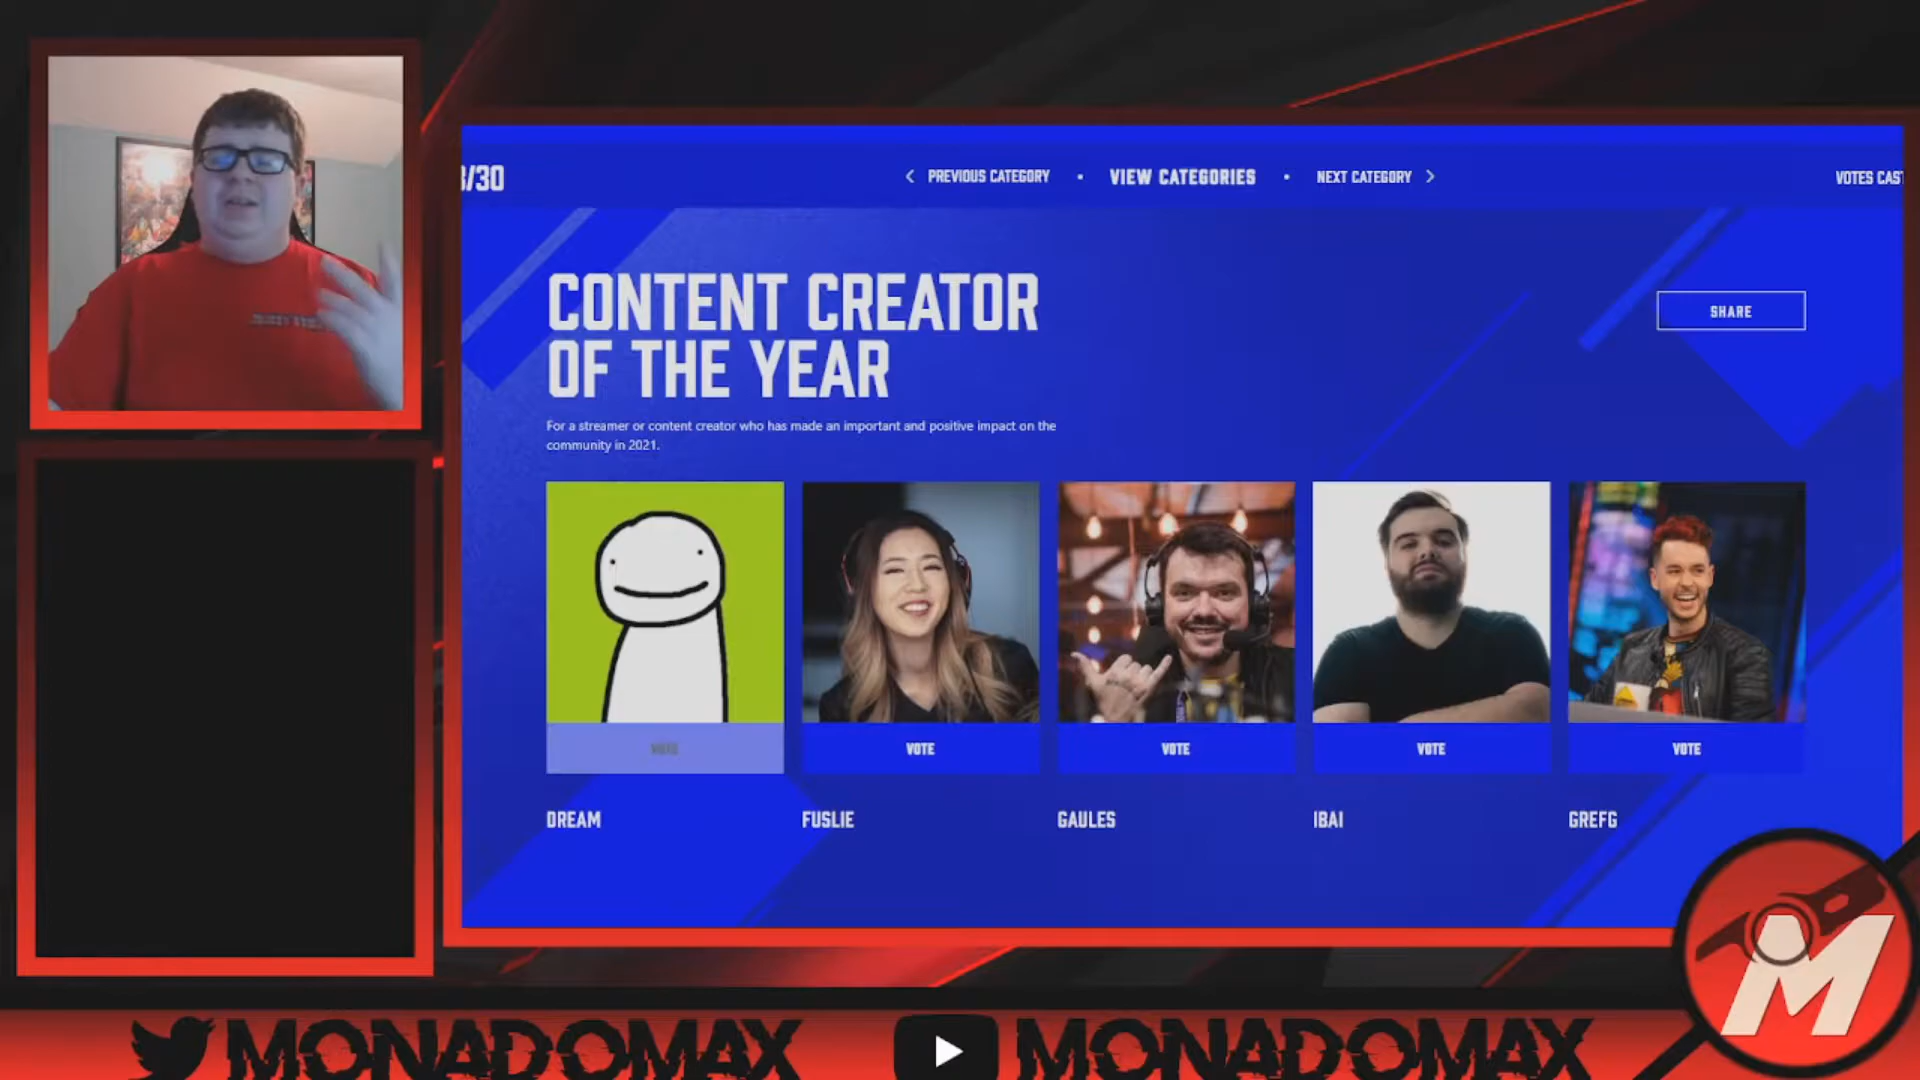 /30
PREVIOUS CATEGORY • VIEW CATEGORIES • NEXT CATEGORY
VOTES CAST
CONTENT CREATOR
OF THE YEAR
SHARE
For a streamer or content creator who has made an important and positive impact on the
community in 2021.
VOTE VOTE VOTE VOTE VOTE
DREAM FUSLIE GAULES IBAI GREFG
M
MONADOMAX MONADOMAX